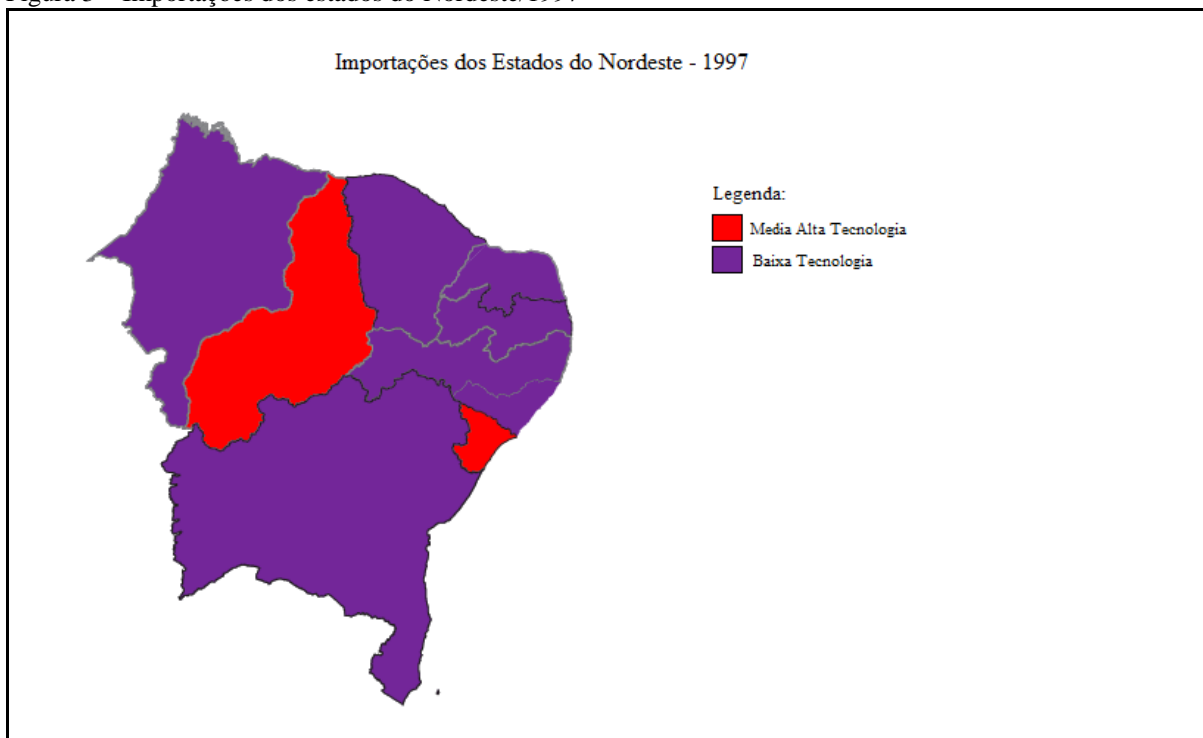 Importações dos Estados do Nordeste - 1997
Legenda:
Media Alta Tecnologia
Baixa Tecnologia